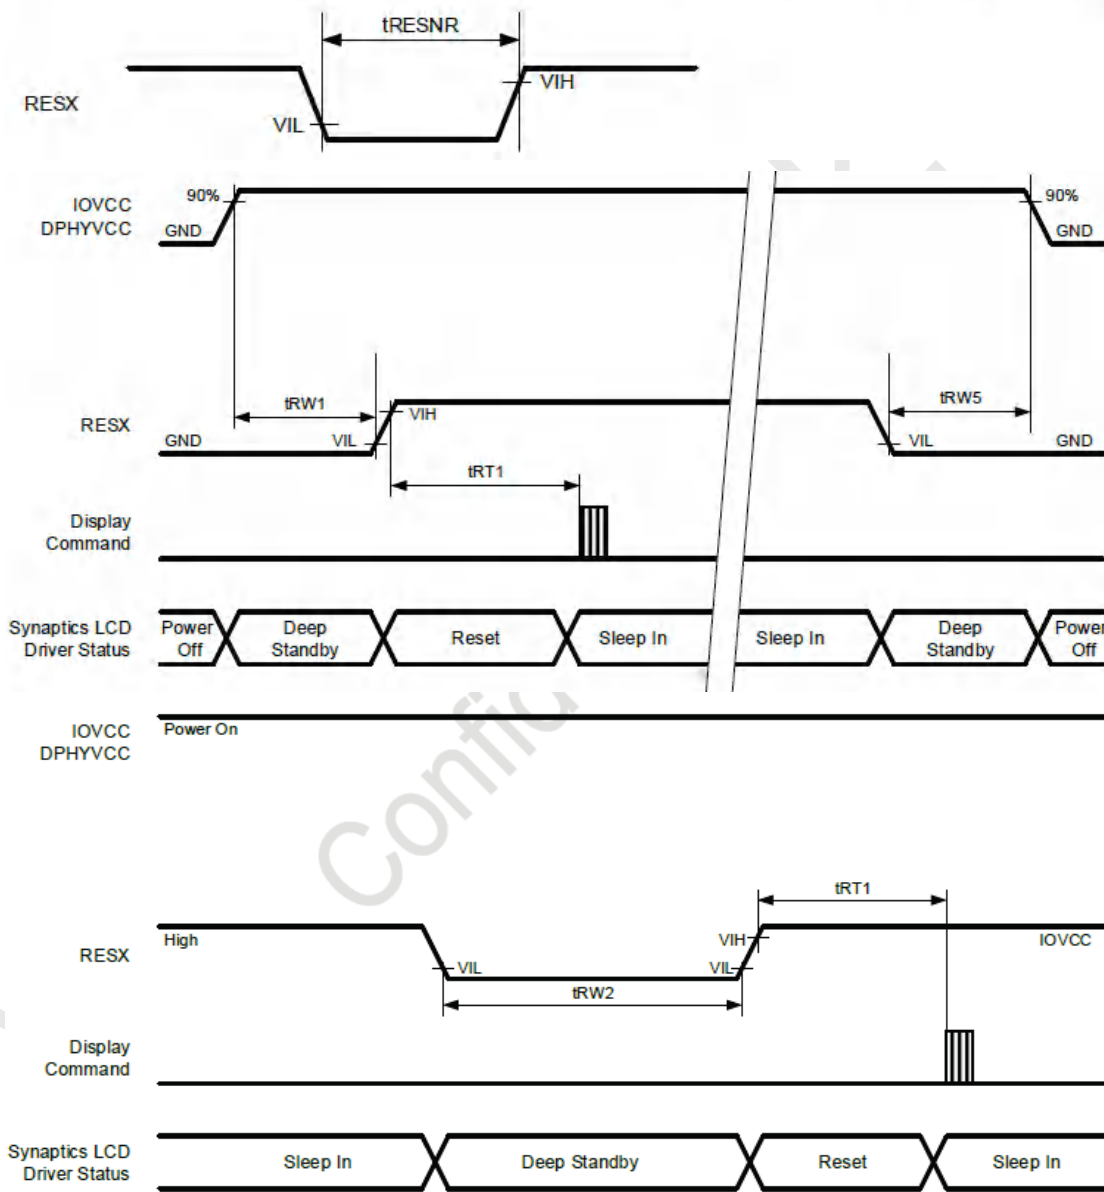 tRESNR
RESX
VIH
VIL
IOVCC
DPHYVCC
90%
GND
90%
GND
RESX
tRW1
VIH
VIL
GND
tRW5
VIL
GND
tRT1
Display
Command
Synaptics LCD
Driver Status
Power
Off
Deep
Standby
Reset
Sleep In
Sleep In
Deep
Standby
Power
Off
IOVCC
DPHYVCC
Power On
Confid
tRT1
RESX
High
VIH
IOVCC
VIL
VIL
tRW2
Display
Command
Synaptics LCD
Driver Status
Sleep In
Deep Standby
Reset
Sleep In